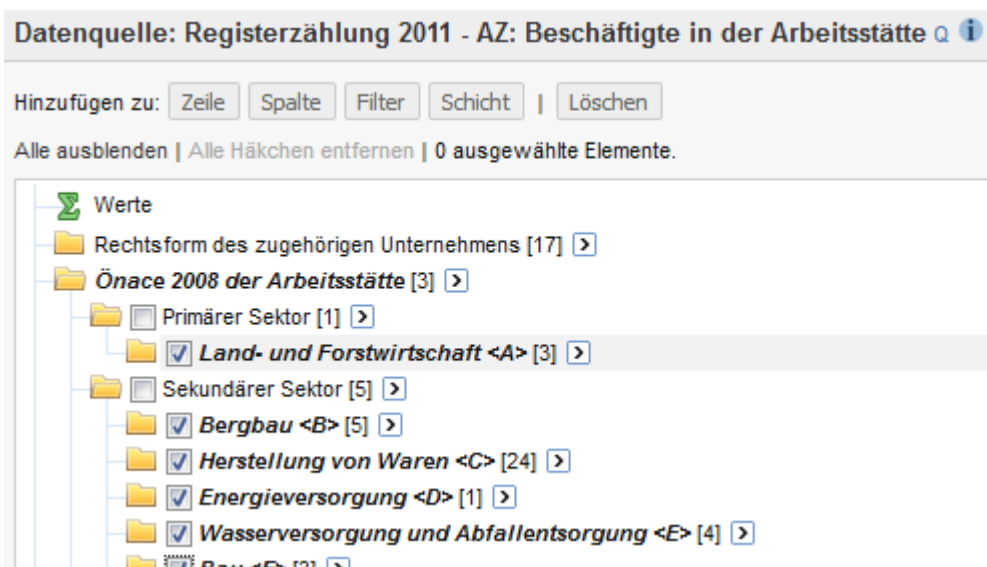 Datenquelle: Registerzählung 2011 - AZ: Beschäftigte in der Arbeitsstätte Q i
Hinzufügen zu: Zeile Spalte Filter Schicht | Löschen
Alle ausblenden | Alle Häkchen entfernen | 0 ausgewählte Elemente.
Werte
Rechtsform des zugehörigen Unternehmens [17]
Önace 2008 der Arbeitsstätte [3]
Primärer Sektor [1]
Land- und Forstwirtschaft <A> [3]
Sekundärer Sektor [5]
Bergbau <B> [5]
Herstellung von Waren <C> [24]
Energieversorgung <D> [1]
Wasserversorgung und Abfallentsorgung <E> [4]
Bau <F> [3]